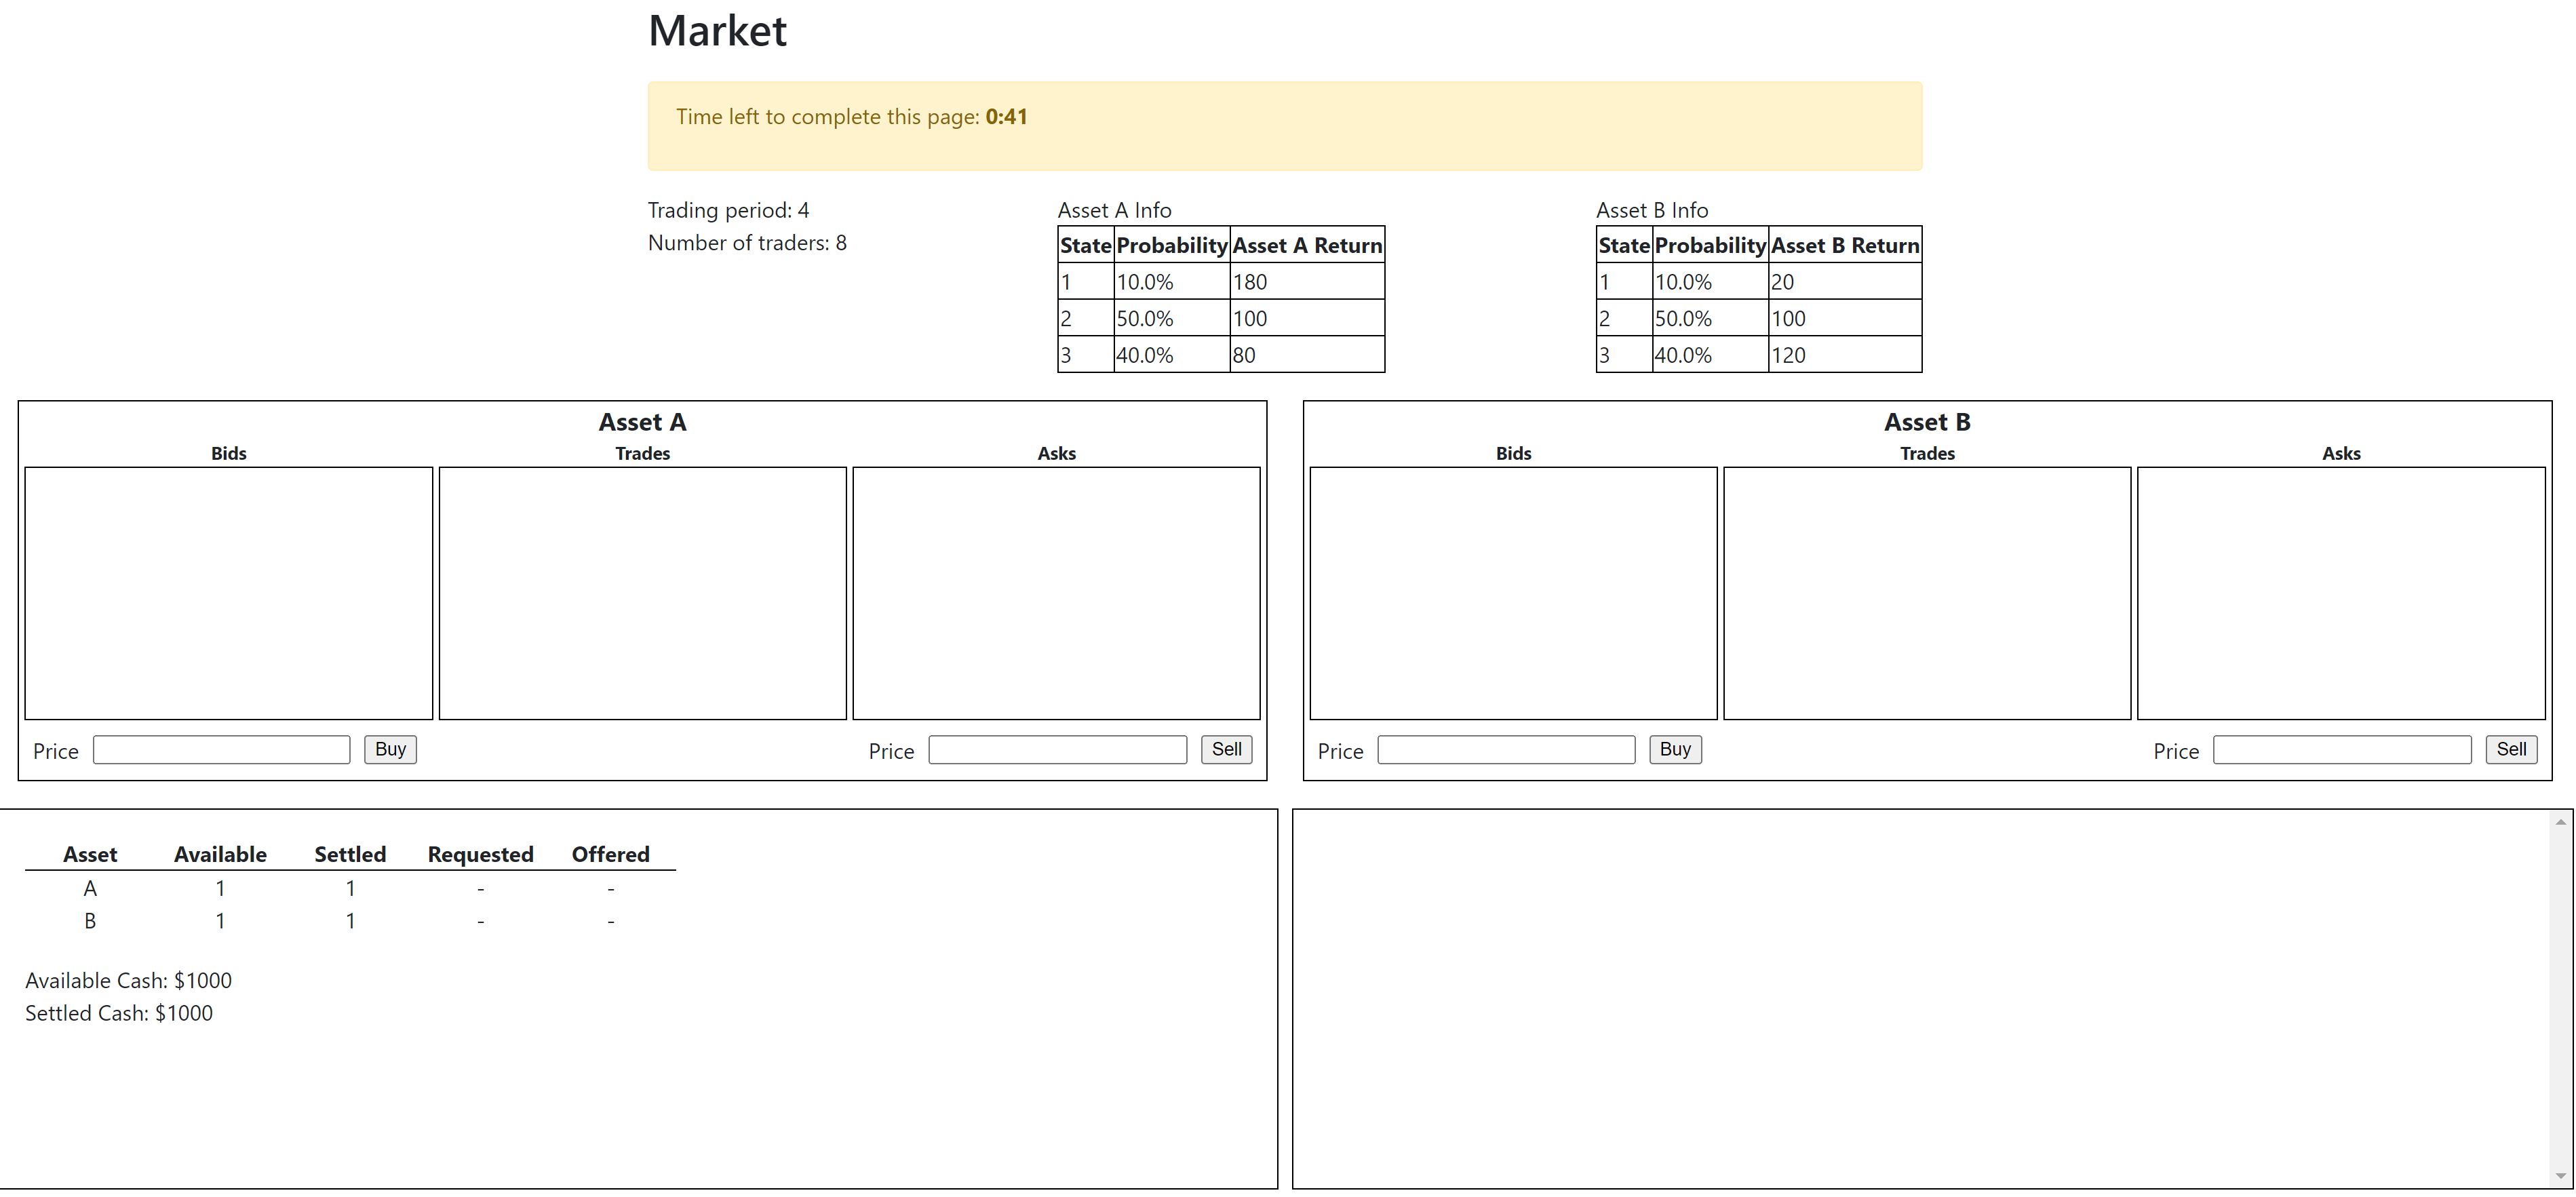 Market
Time left to complete this page: 0:41
Trading period: 4
Number of traders: 8
Asset A Info
State Probability Asset A Return
1 10.0% 180
2 50.0% 100
3 40.0% 80
Asset B Info
State Probability Asset B Return
1 10.0% 20
2 50.0% 100
3 40.0% 120
Asset A
Bids Trades Asks
Price Buy Price Sell
Asset B
Bids Trades Asks
Price Buy Price Sell
Asset Available Settled Requested Offered
A 1 1 - -
B 1 1 - -
Available Cash: $1000
Settled Cash: $1000